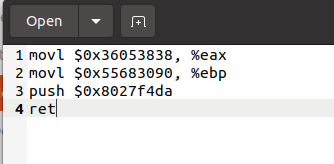 Open
1 movl $0x36053838, %eax
2 movl $0x55683090, %ebp
3 push $0x8027f4da
4 ret